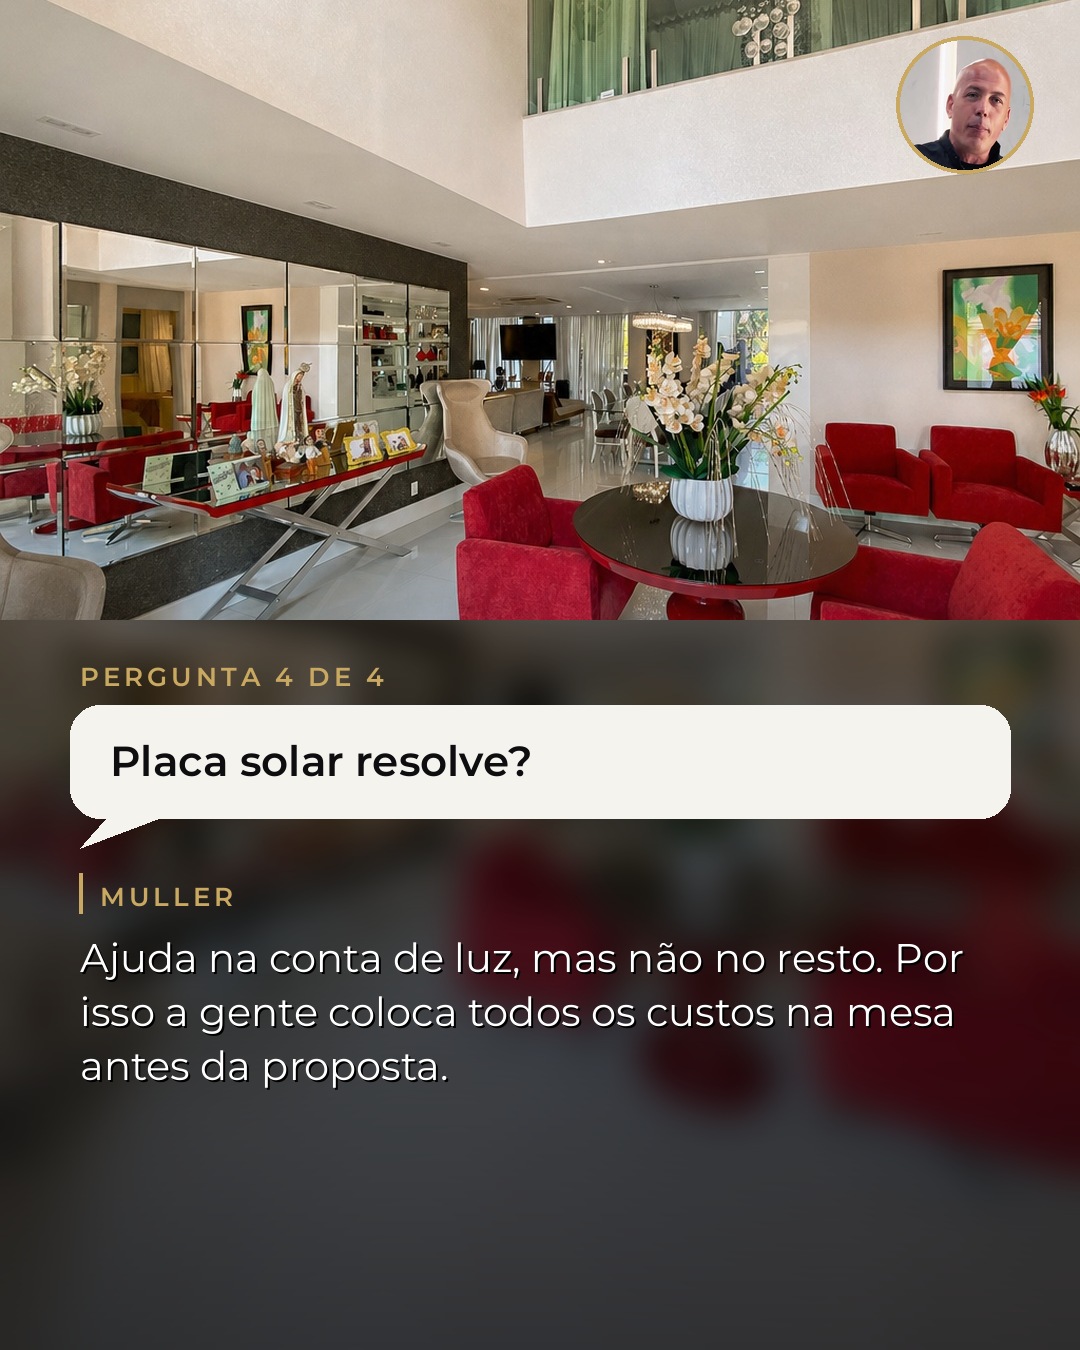 PERGUNTA 4 DE 4
Placa solar resolve?
MULLER
Ajuda na conta de luz, mas não no resto. Por
isso a gente coloca todos os custos na mesa
antes da proposta.